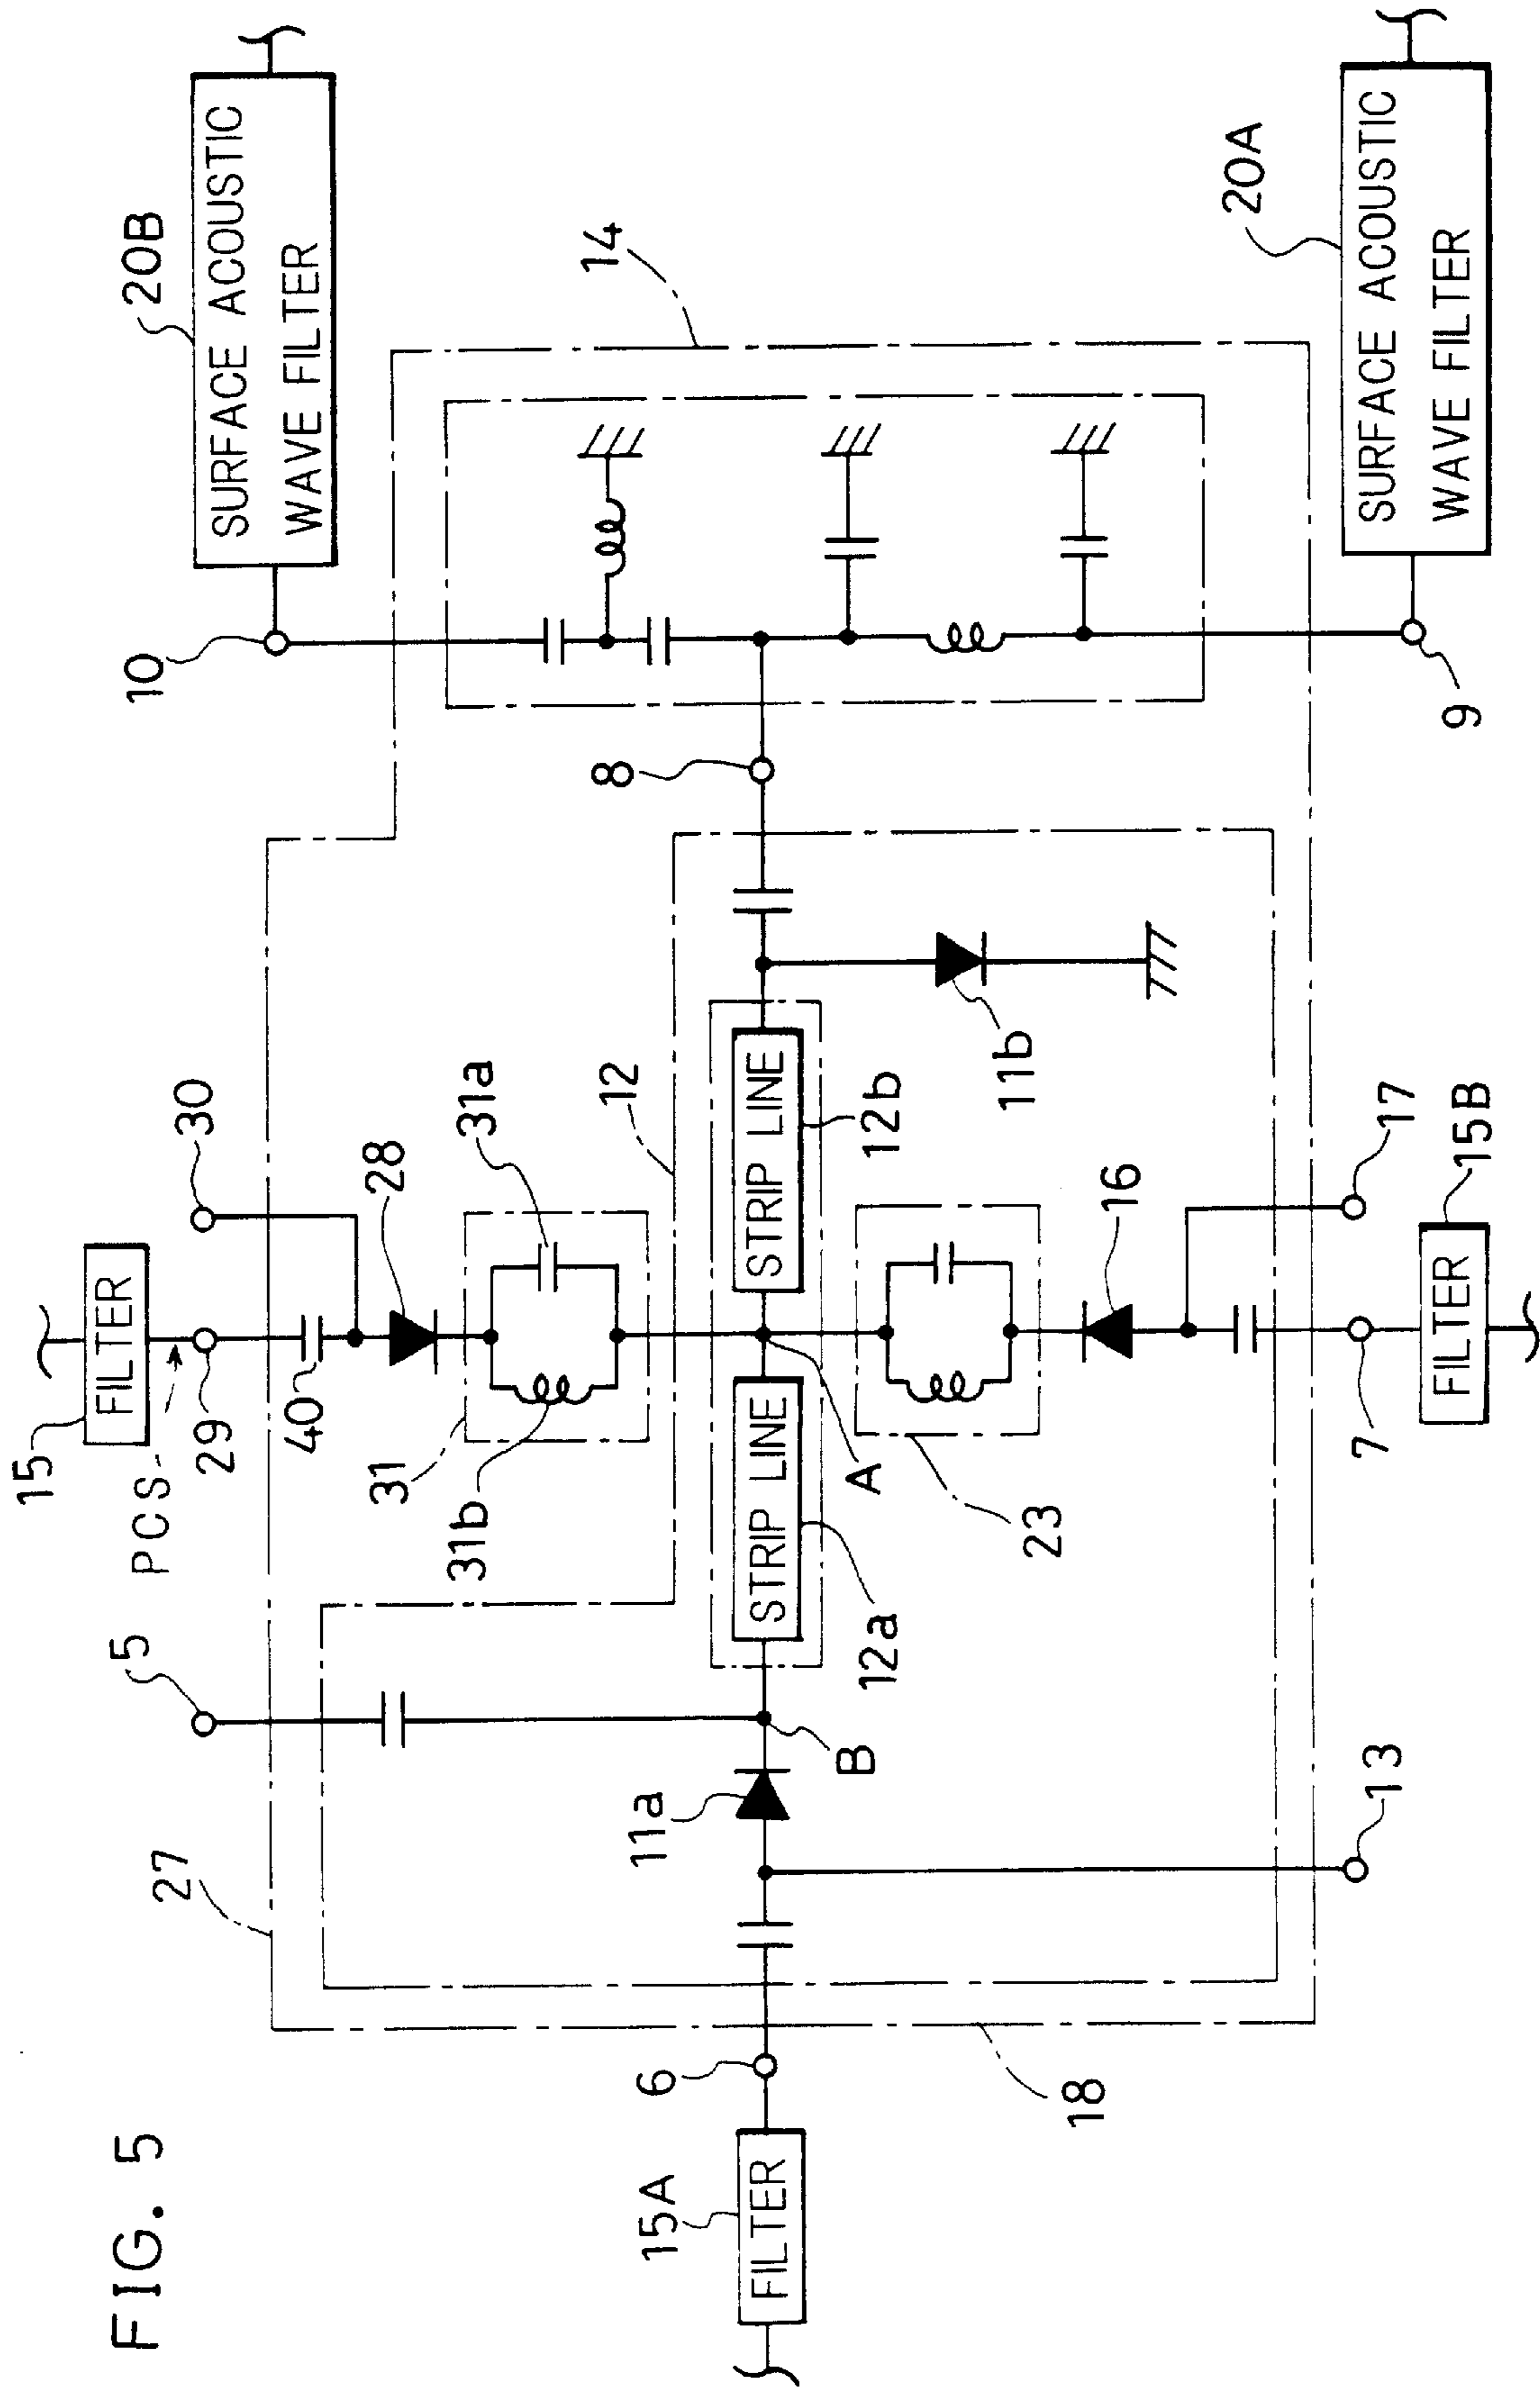 FIG. 5
15A
FILTER
6
18
27
5
11a
B
13
15
FILTER
PCS
29
40
30
28
31
31a
31b
12
STRIP LINE
STRIP LINE
12a
12b
A
23
11b
16
17
7
15B
FILTER
8
14
10
9
20B
SURFACE ACOUSTIC
WAVE FILTER
20A
SURFACE ACOUSTIC
WAVE FILTER